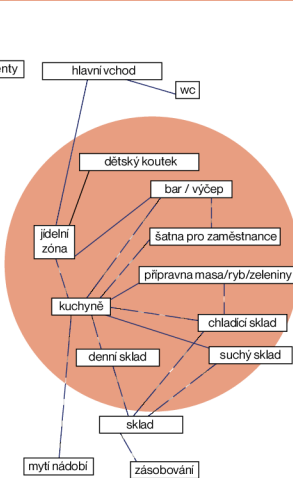 hlavní vchod
wc
dětský koutek
bar / výčep
jídelní
zóna
šatna pro zaměstnance
přípravna masa/ryb/zeleniny
kuchyně
chladicí sklad
denní sklad
suchý sklad
sklad
mytí nádobí
zásobování